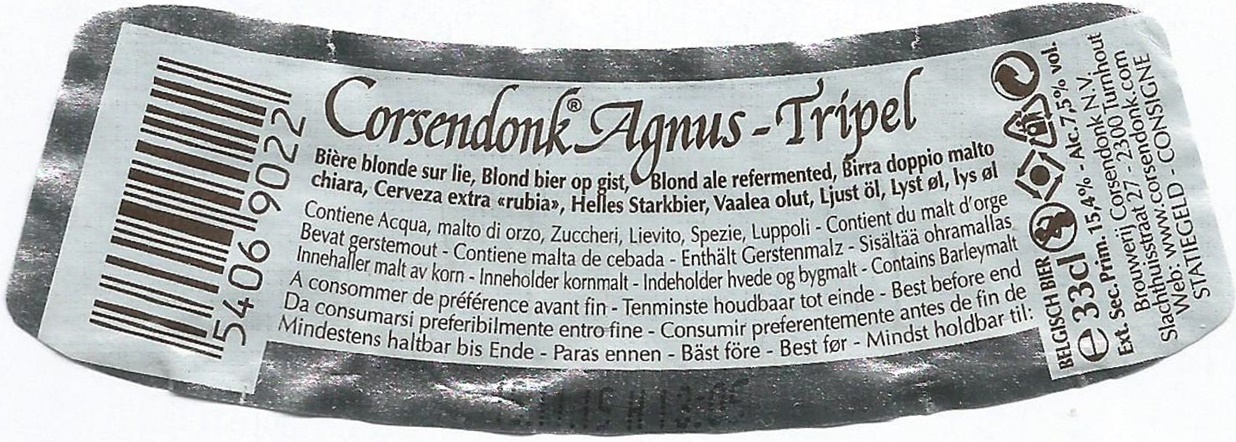 5406 9022
Corsendonk® Agnus-Tripel
Bière blonde sur lie, Blond bier op gist, Blond ale refermented, Birra doppio malto
chiara, Cerveza extra «rubia», Helles Starkbier, Vaalea olut, Ljust öl, Lyst øl, lys øl
Contiene Acqua, malto di orzo, Zuccheri, Lievito, Spezie, Luppoli - Contient du malt d'orge
Bevat gerstemout - Contiene malta de cebada - Enthält Gerstenmalz - Sisältää ohramallas
Innehaller malt av korn - Inneholder kornmalt - Indeholder hvede og bygmalt - Contains Barleymalt
A consommer de préférence avant fin - Tenminste houdbaar tot einde - Best before end
Da consumarsi preferibilmente entro fine - Consumir preferentemente antes de fin de
Mindestens haltbar bis Ende - Paras ennen - Bäst före - Best før - Mindst holdbar til:
BELGISCH BIER
e 33cl
Ext. Sec. Prim. 15,4% - Alc. 7,5% vol.
Brouwerij Corsendonk N.V.
Slachthuisstraat 27 - 2300 Turnhout
Web: www.corsendonk.com
STATIEGELD - CONSIGNE